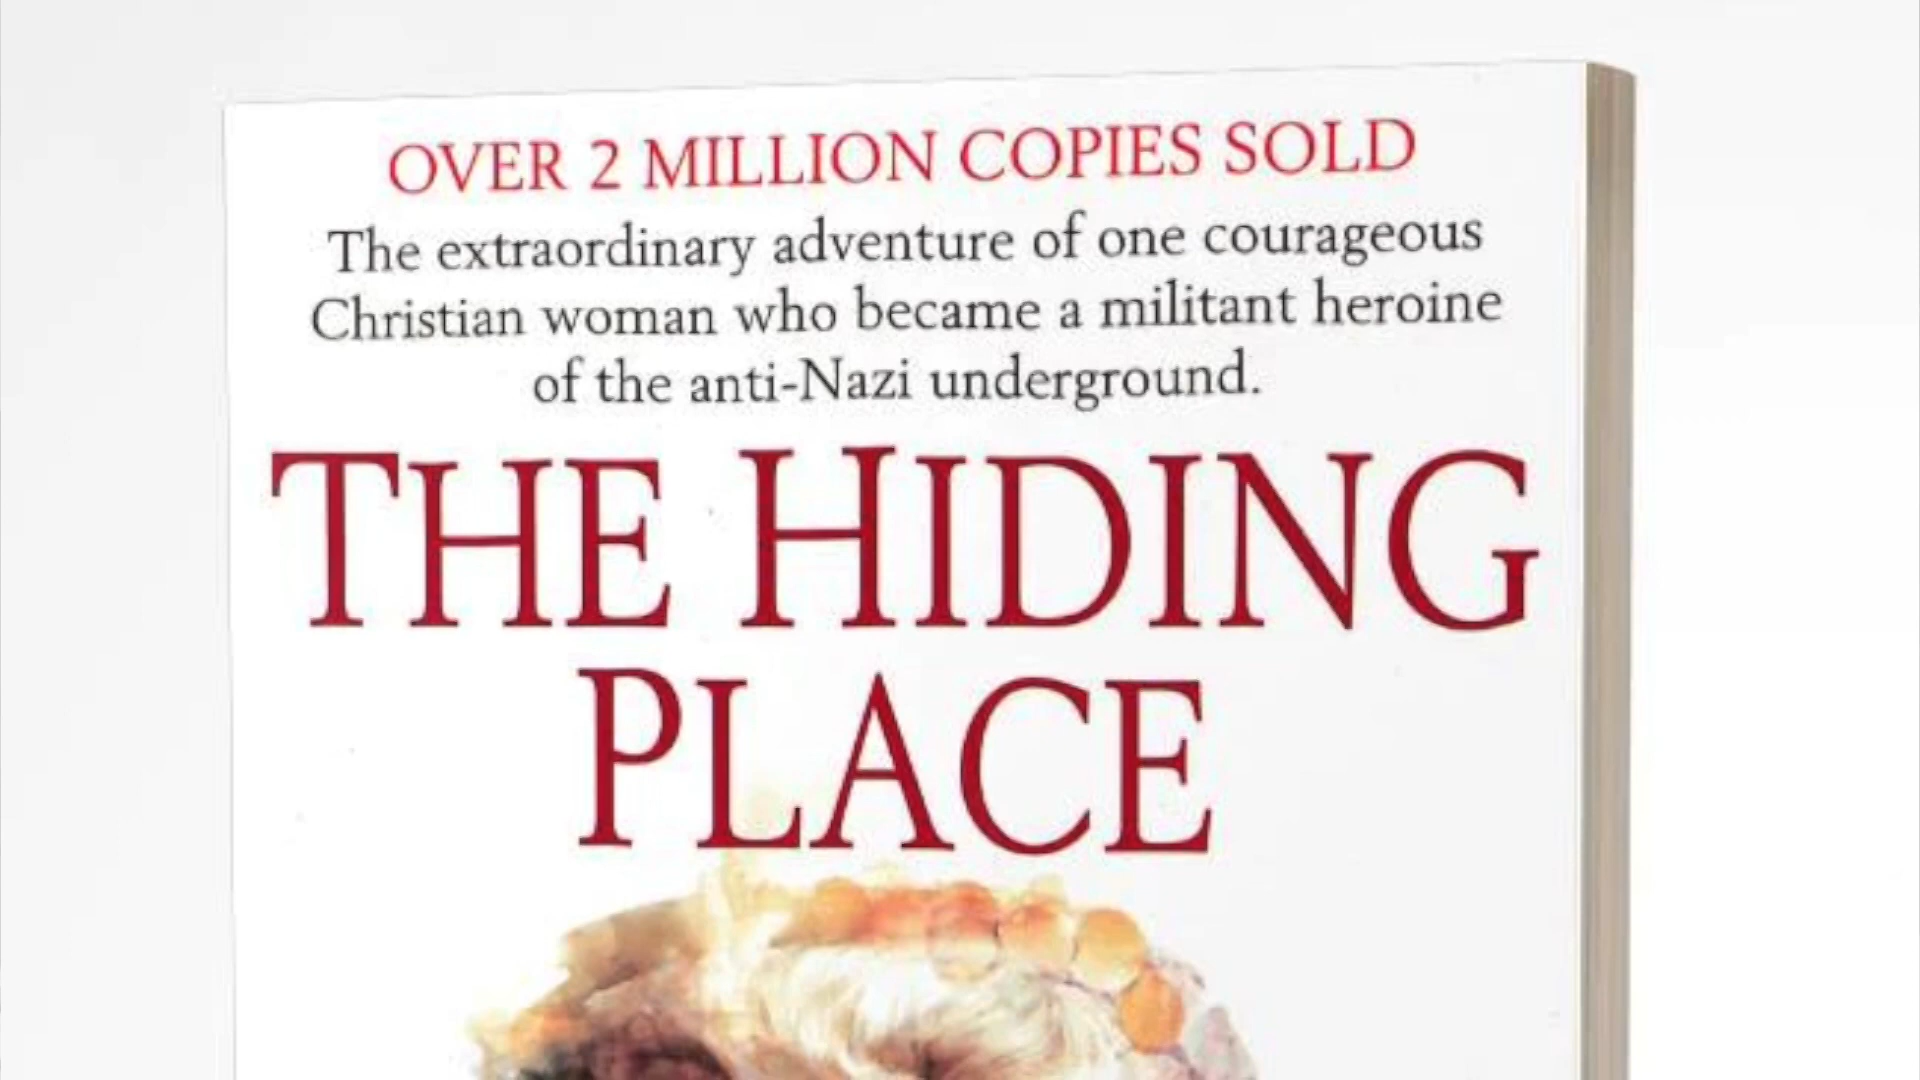 OVER 2 MILLION COPIES SOLD
The extraordinary adventure of one courageous
Christian woman who became a militant heroine
of the anti-Nazi underground.
THE HIDING
PLACE